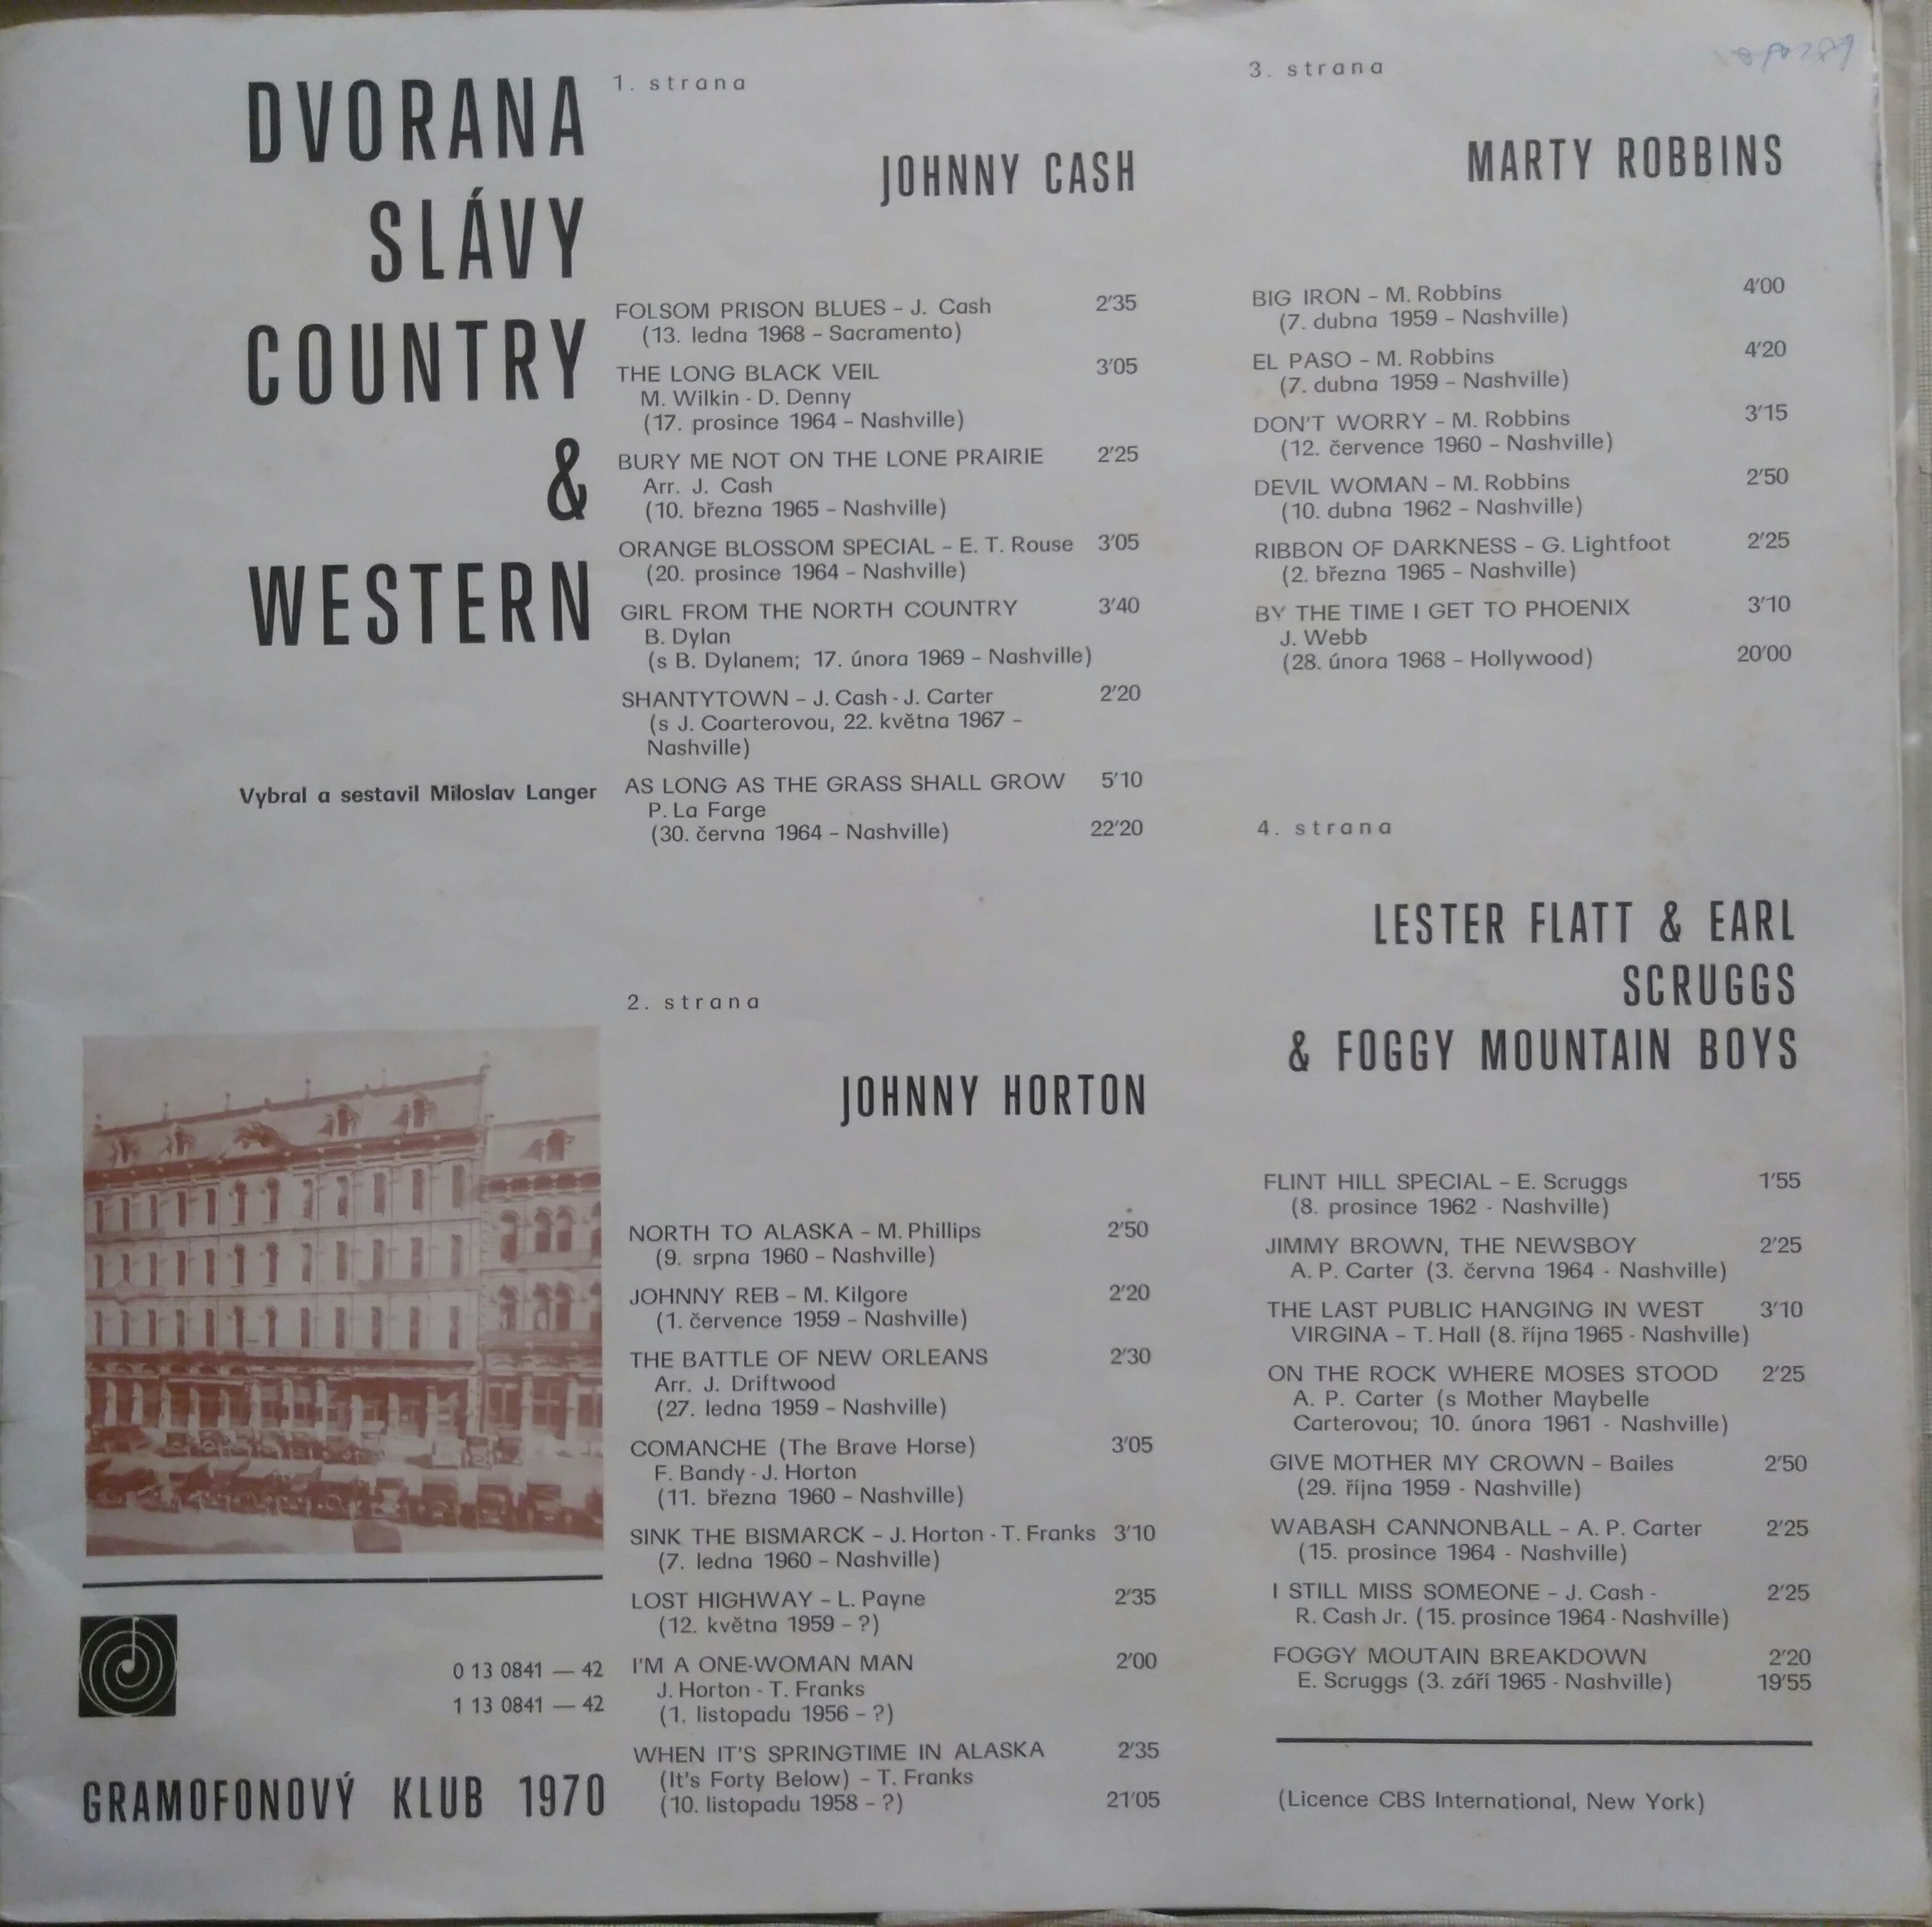 DVORANA
SLÁVY
COUNTRY
&
WESTERN
Vybral a sestavil Miloslav Langer
0 13 0841 — 42
1 13 0841 — 42
GRAMOFONOVÝ KLUB 1970
1. strana
JOHNNY CASH
FOLSOM PRISON BLUES – J. Cash 2'35
(13. ledna 1968 – Sacramento)
THE LONG BLACK VEIL 3'05
M. Wilkin - D. Denny
(17. prosince 1964 – Nashville)
BURY ME NOT ON THE LONE PRAIRIE 2'25
Arr. J. Cash
(10. března 1965 – Nashville)
ORANGE BLOSSOM SPECIAL – E. T. Rouse 3'05
(20. prosince 1964 – Nashville)
GIRL FROM THE NORTH COUNTRY 3'40
B. Dylan
(s B. Dylanem; 17. února 1969 – Nashville)
SHANTYTOWN – J. Cash - J. Carter 2'20
(s J. Coarterovou, 22. května 1967 –
Nashville)
AS LONG AS THE GRASS SHALL GROW 5'10
P. La Farge
(30. června 1964 – Nashville) 22'20
2. strana
JOHNNY HORTON
NORTH TO ALASKA – M. Phillips 2'50
(9. srpna 1960 – Nashville)
JOHNNY REB – M. Kilgore 2'20
(1. července 1959 – Nashville)
THE BATTLE OF NEW ORLEANS 2'30
Arr. J. Driftwood
(27. ledna 1959 – Nashville)
COMANCHE (The Brave Horse) 3'05
F. Bandy - J. Horton
(11. března 1960 – Nashville)
SINK THE BISMARCK – J. Horton - T. Franks 3'10
(7. ledna 1960 – Nashville)
LOST HIGHWAY – L. Payne 2'35
(12. května 1959 – ?)
I'M A ONE-WOMAN MAN 2'00
J. Horton - T. Franks
(1. listopadu 1956 – ?)
WHEN IT'S SPRINGTIME IN ALASKA 2'35
(It's Forty Below) – T. Franks
(10. listopadu 1958 – ?) 21'05
3. strana
MARTY ROBBINS
BIG IRON – M. Robbins 4'00
(7. dubna 1959 – Nashville)
EL PASO – M. Robbins 4'20
(7. dubna 1959 – Nashville)
DON'T WORRY – M. Robbins 3'15
(12. července 1960 – Nashville)
DEVIL WOMAN – M. Robbins 2'50
(10. dubna 1962 – Nashville)
RIBBON OF DARKNESS – G. Lightfoot 2'25
(2. března 1965 – Nashville)
BY THE TIME I GET TO PHOENIX 3'10
J. Webb
(28. února 1968 – Hollywood) 20'00
4. strana
LESTER FLATT & EARL
SCRUGGS
& FOGGY MOUNTAIN BOYS
FLINT HILL SPECIAL – E. Scruggs 1'55
(8. prosince 1962 - Nashville)
JIMMY BROWN, THE NEWSBOY 2'25
A. P. Carter (3. června 1964 - Nashville)
THE LAST PUBLIC HANGING IN WEST 3'10
VIRGINA – T. Hall (8. října 1965 - Nashville)
ON THE ROCK WHERE MOSES STOOD 2'25
A. P. Carter (s Mother Maybelle
Carterovou; 10. února 1961 - Nashville)
GIVE MOTHER MY CROWN – Bailes 2'50
(29. října 1959 - Nashville)
WABASH CANNONBALL – A. P. Carter 2'25
(15. prosince 1964 - Nashville)
I STILL MISS SOMEONE – J. Cash - 2'25
R. Cash Jr. (15. prosince 1964 - Nashville)
FOGGY MOUTAIN BREAKDOWN 2'20
E. Scruggs (3. září 1965 - Nashville) 19'55
(Licence CBS International, New York)